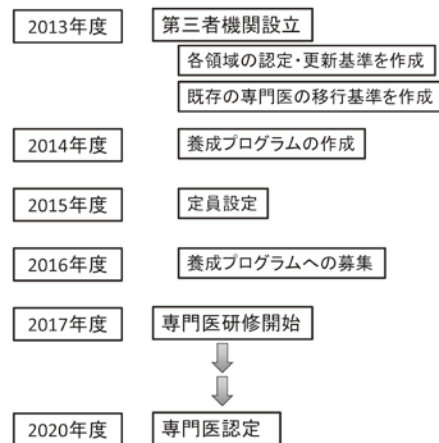 2013年度 第三者機関設立
各領域の認定・更新基準を作成
既存の専門医の移行基準を作成
2014年度 養成プログラムの作成
2015年度 定員設定
2016年度 養成プログラムへの募集
2017年度 専門医研修開始
2020年度 専門医認定